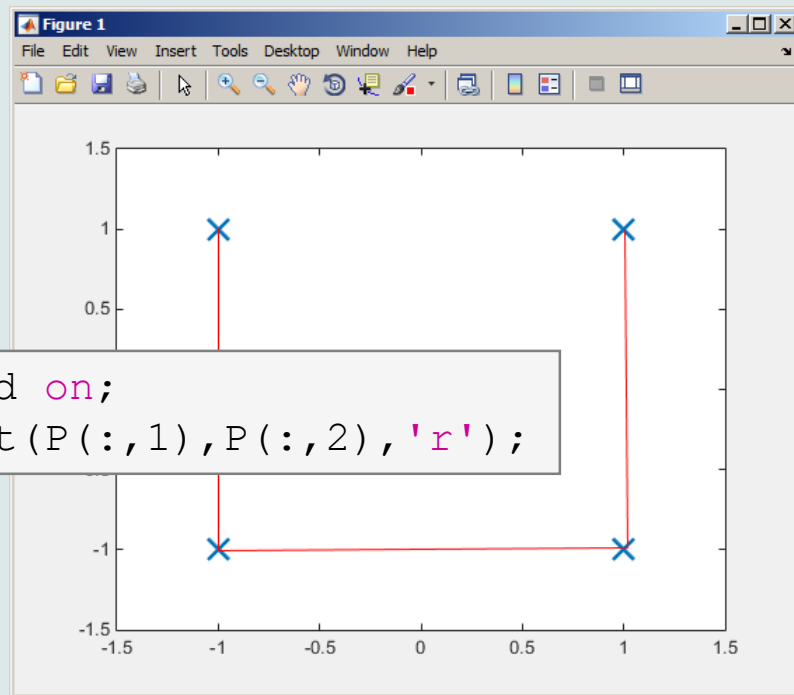 Figure 1
File Edit View Insert Tools Desktop Window Help
1.5
1
0.5
d on;
t(P(:,1),P(:,2),'r');
-1
-1.5
-1.5 -1 -0.5 0 0.5 1 1.5